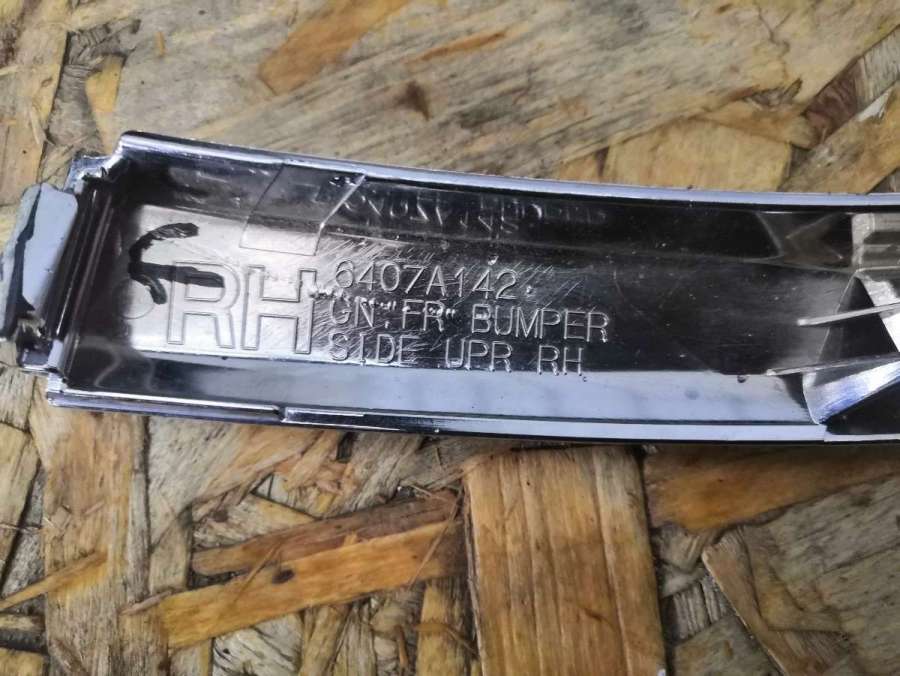 RH
6407A142
GN,FR BUMPER
SIDE UPR RH